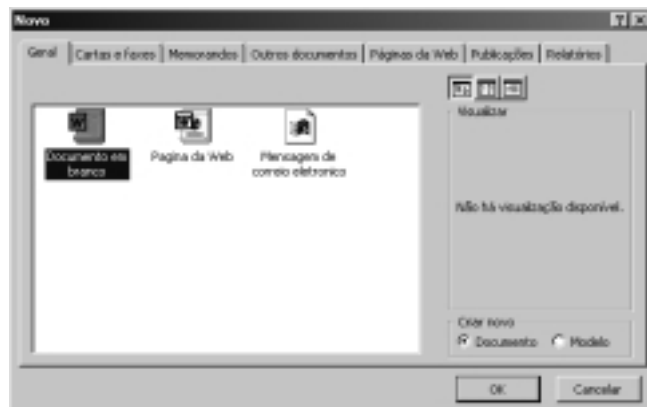 Novo
Geral Cartas e faxes Memorandos Outros documentos Páginas da Web Publicações Relatórios
Documento em branco
Pagina da Web
Mensagem de correio eletronico
Visualizar
Não há visualização disponível.
Criar novo
Documento Modelo
OK Cancelar